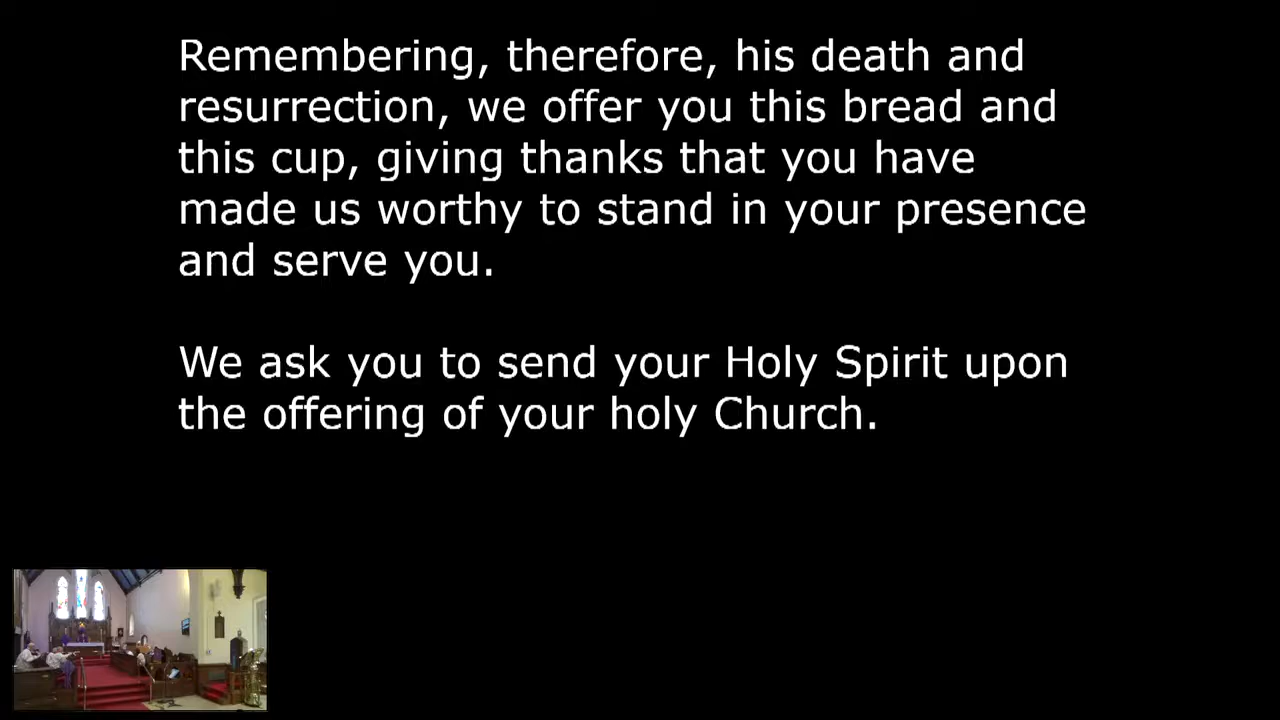 Remembering, therefore, his death and
resurrection, we offer you this bread and
this cup, giving thanks that you have
made us worthy to stand in your presence
and serve you.
We ask you to send your Holy Spirit upon
the offering of your holy Church.